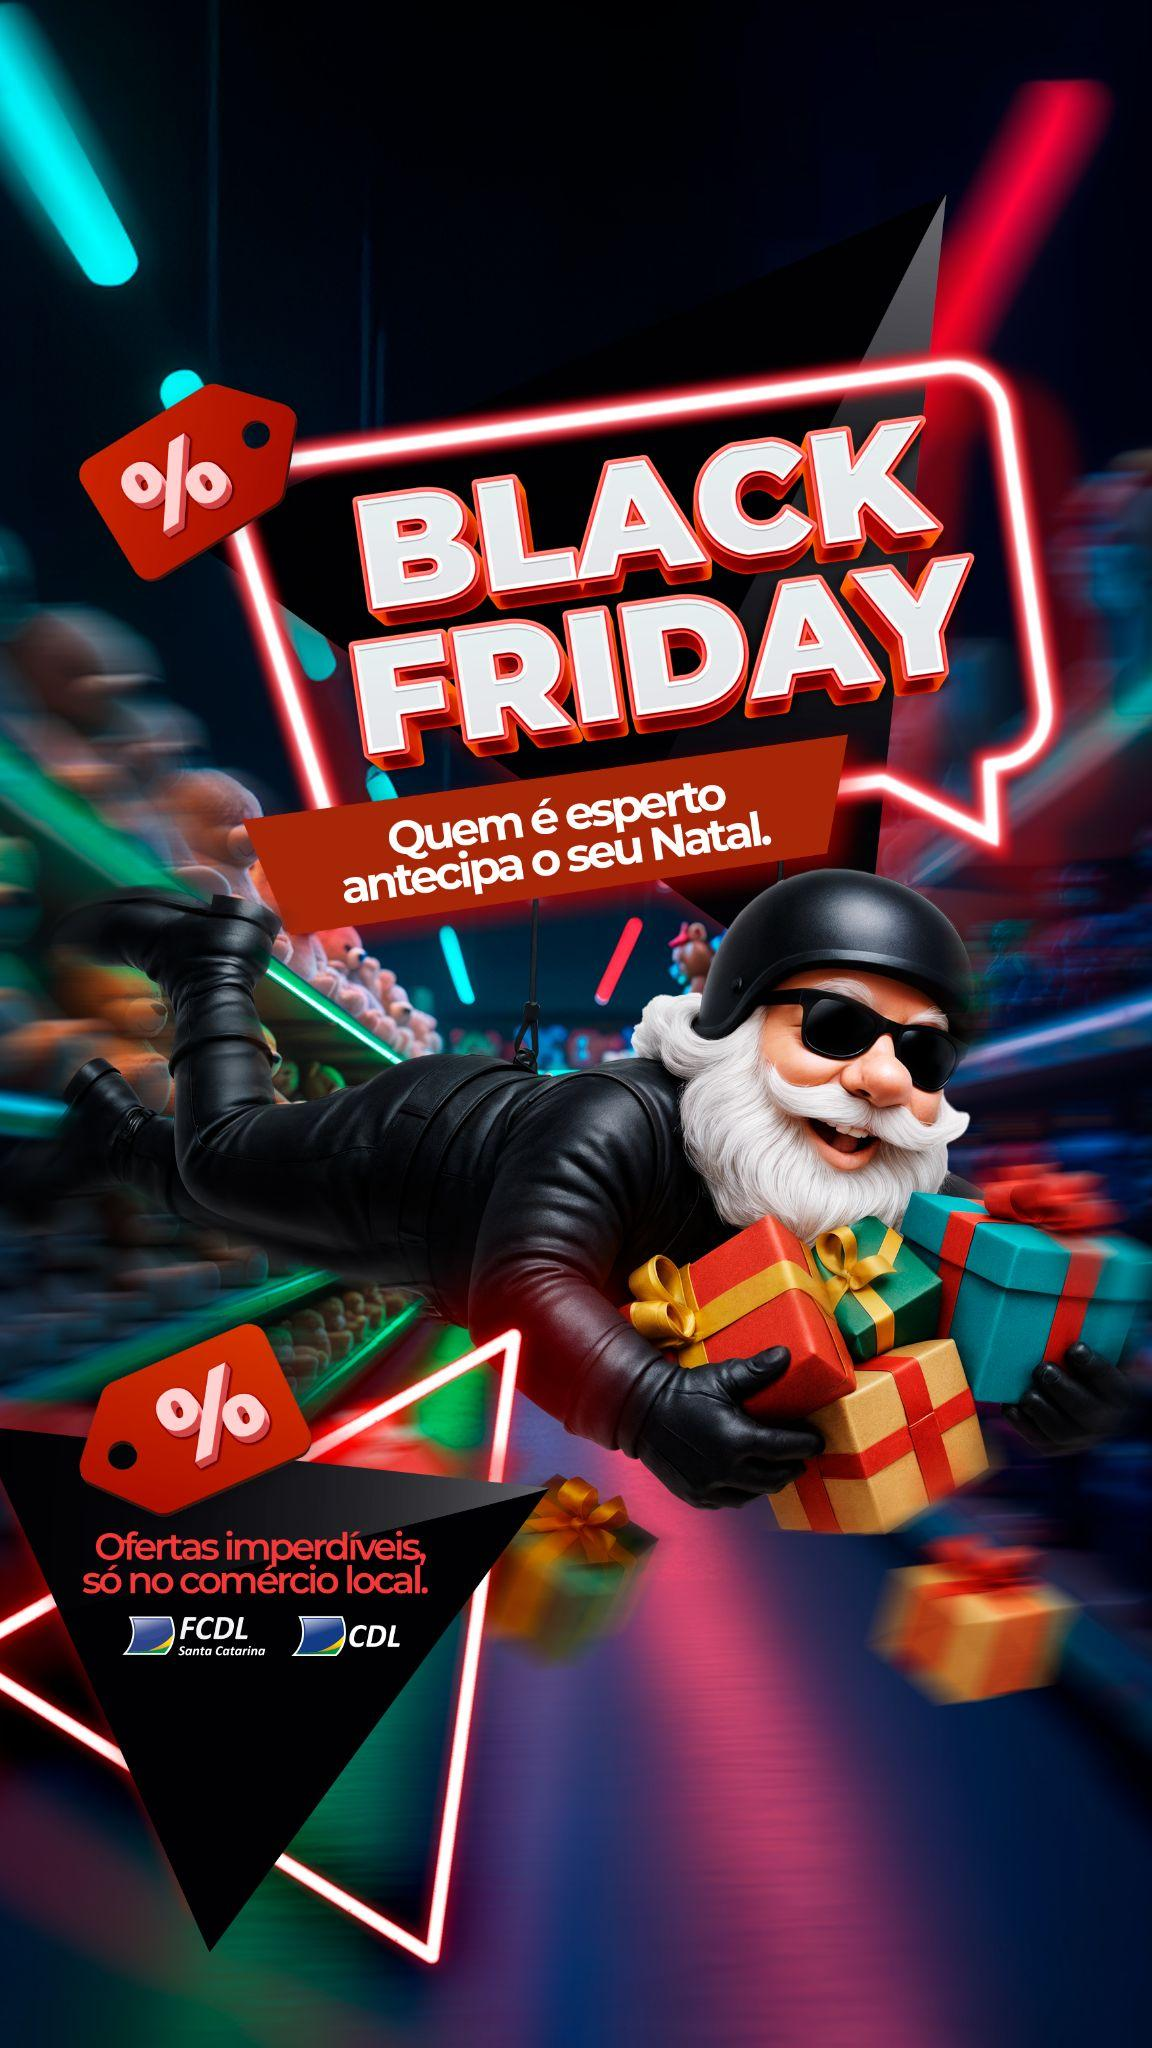 %
BLACK
FRIDAY
Quem é esperto
antecipa o seu Natal.
%
Ofertas imperdíveis,
só no comércio local.
FCDL
Santa Catarina
CDL